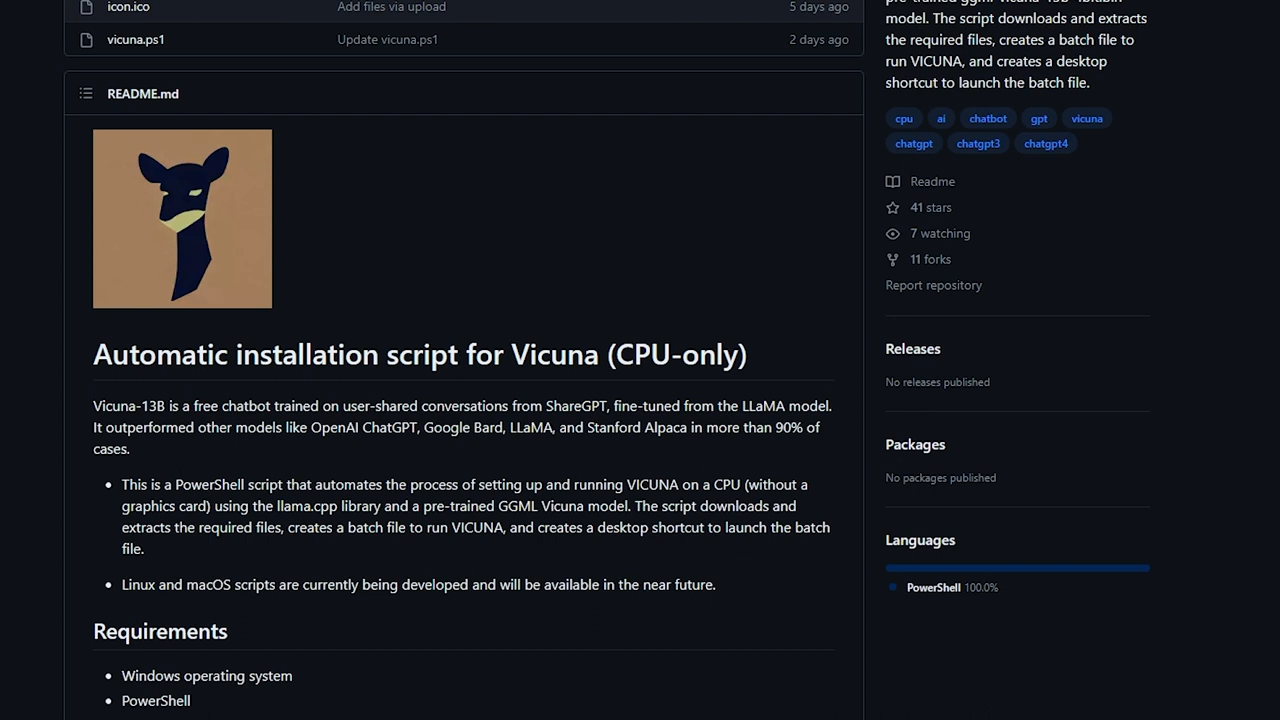 icon.ico Add files via upload 5 days ago
vicuna.ps1 Update vicuna.ps1 2 days ago
README.md
Automatic installation script for Vicuna (CPU-only)
Vicuna-13B is a free chatbot trained on user-shared conversations from ShareGPT, fine-tuned from the LLaMA model.
It outperformed other models like OpenAI ChatGPT, Google Bard, LLaMA, and Stanford Alpaca in more than 90% of
cases.
This is a PowerShell script that automates the process of setting up and running VICUNA on a CPU (without a
graphics card) using the llama.cpp library and a pre-trained GGML Vicuna model. The script downloads and
extracts the required files, creates a batch file to run VICUNA, and creates a desktop shortcut to launch the batch
file.
Linux and macOS scripts are currently being developed and will be available in the near future.
Requirements
Windows operating system
PowerShell
model. The script downloads and extracts
the required files, creates a batch file to
run VICUNA, and creates a desktop
shortcut to launch the batch file.
cpu ai chatbot gpt vicuna
chatgpt chatgpt3 chatgpt4
Readme
41 stars
7 watching
11 forks
Report repository
Releases
No releases published
Packages
No packages published
Languages
PowerShell 100.0%